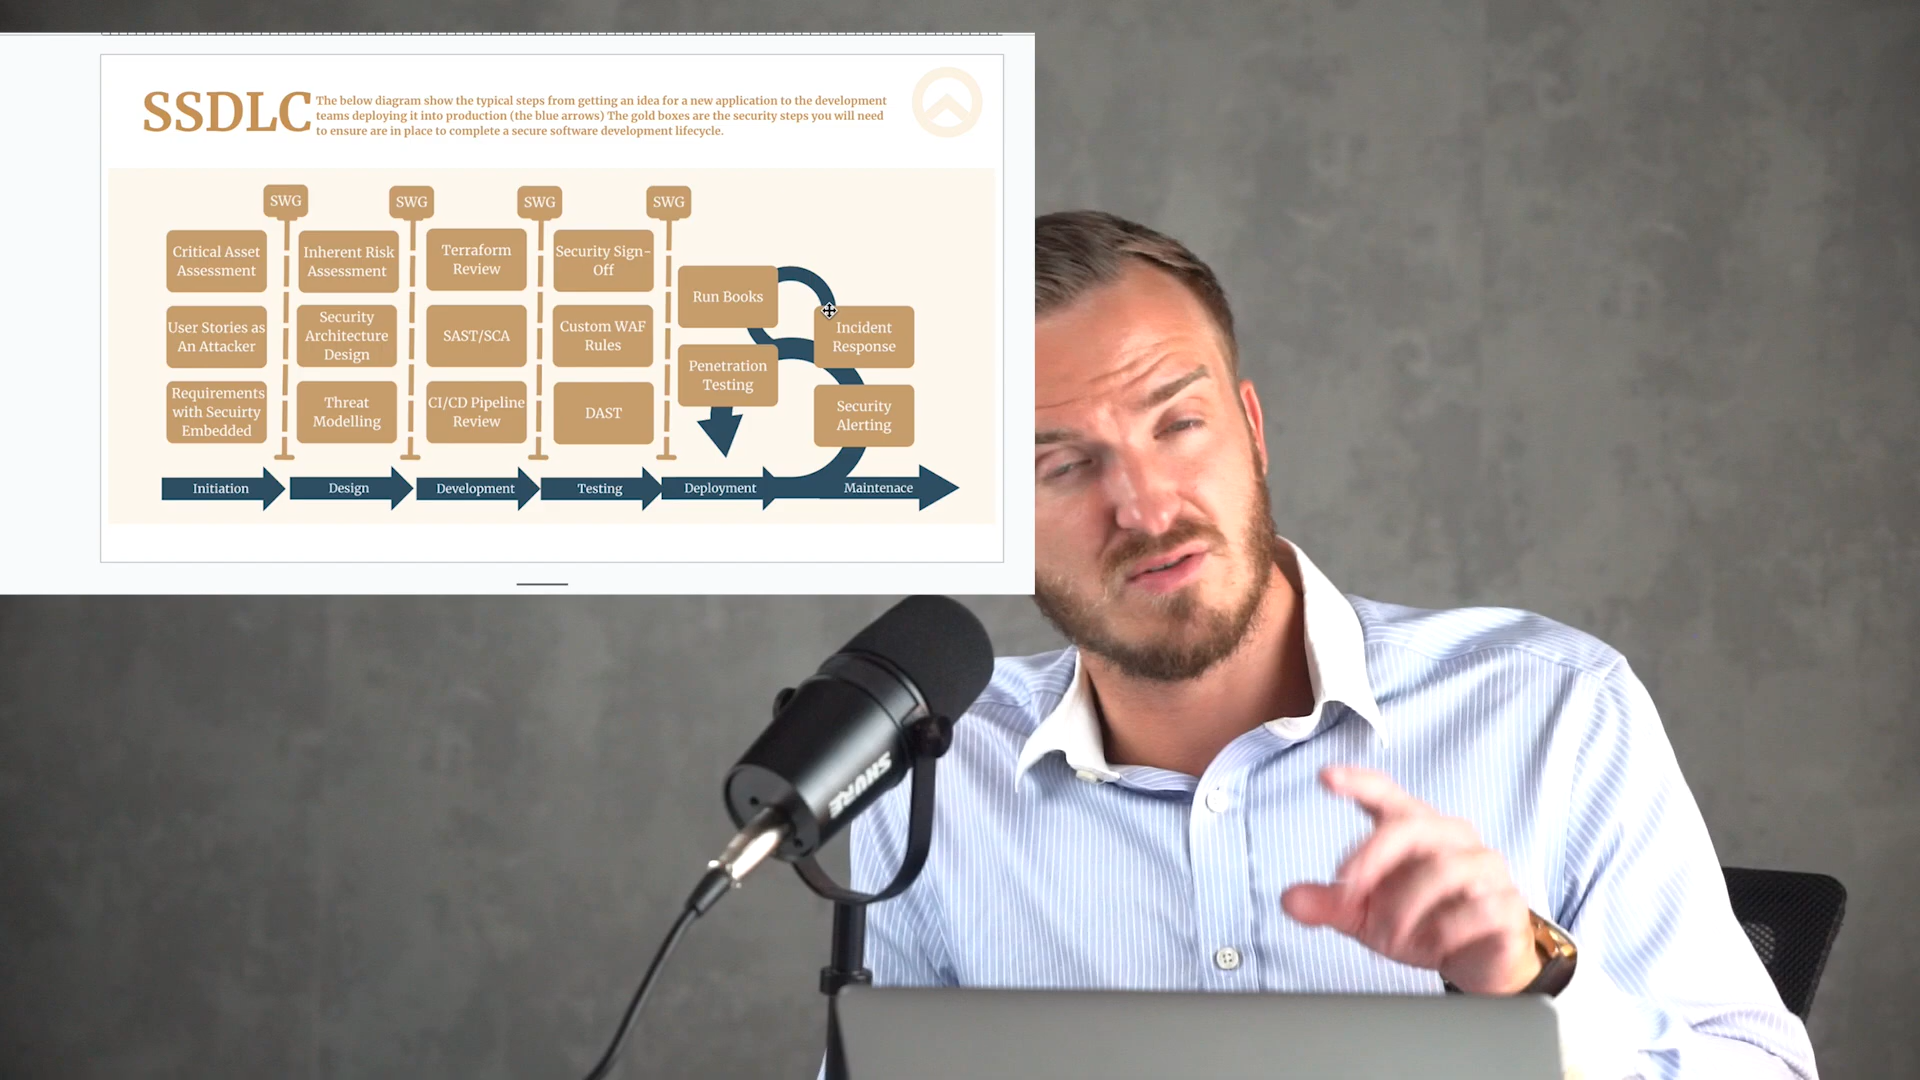 SSDLC
The below diagram show the typical steps from getting an idea for a new application to the development
teams deploying it into production (the blue arrows) The gold boxes are the security steps you will need
to ensure are in place to complete a secure software development lifecycle.
SWG
SWG
SWG
SWG
Critical Asset
Assessment
User Stories as
An Attacker
Requirements
with Secuirty
Embedded
Inherent Risk
Assessment
Security
Architecture
Design
Threat
Modelling
Terraform
Review
SAST/SCA
CI/CD Pipeline
Review
Security Sign-
Off
Custom WAF
Rules
DAST
Run Books
Penetration
Testing
Incident
Response
Security
Alerting
Initiation
Design
Development
Testing
Deployment
Maintenace
SHURE